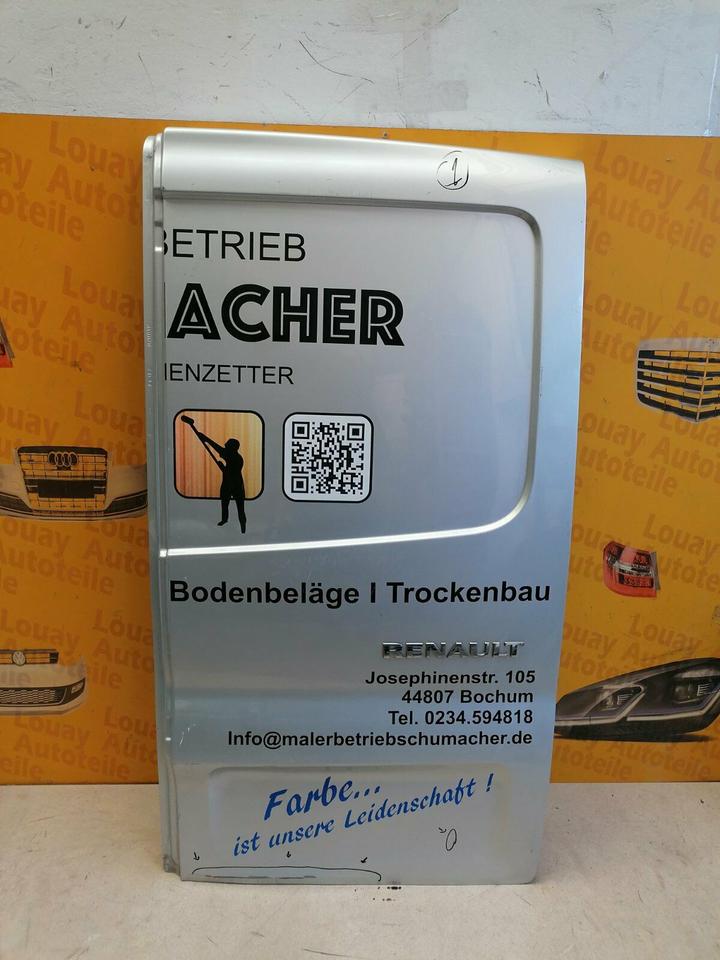 Louay Autoteile
1
BETRIEB
ACHER
IENZETTER
Bodenbeläge I Trockenbau
RENAULT
Josephinenstr. 105
44807 Bochum
Tel. 0234.594818
Info@malerbetriebschumacher.de
Farbe...
ist unsere Leidenschaft !